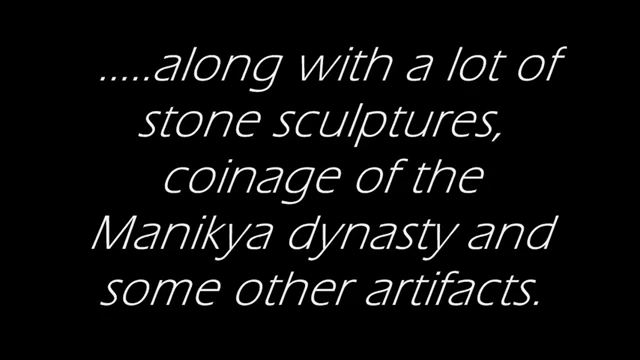 .....along with a lot of
stone sculptures,
coinage of the
Manikya dynasty and
some other artifacts.